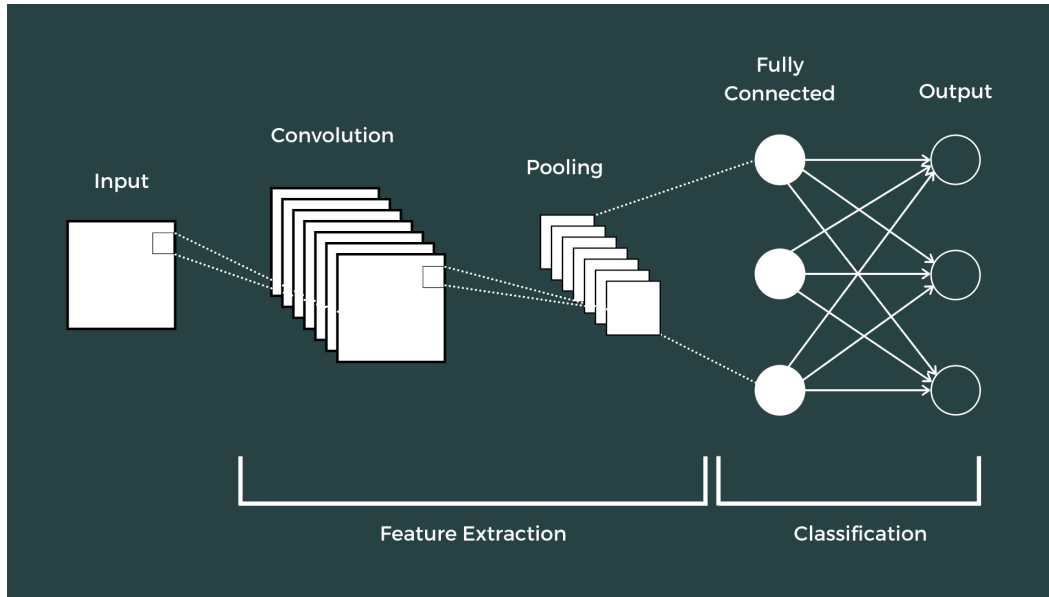 Input
Convolution
Pooling
Fully
Connected
Output
Feature Extraction
Classification